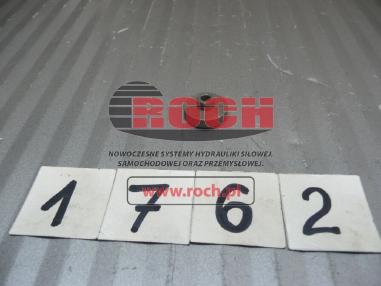 ROCH
NOWOCZESNE SYSTEMY HYDRAULIKI SIŁOWEJ,
SAMOCHODOWEJ ORAZ PRZEMYSŁOWEJ.
www.roch.pl
1 7 6 2